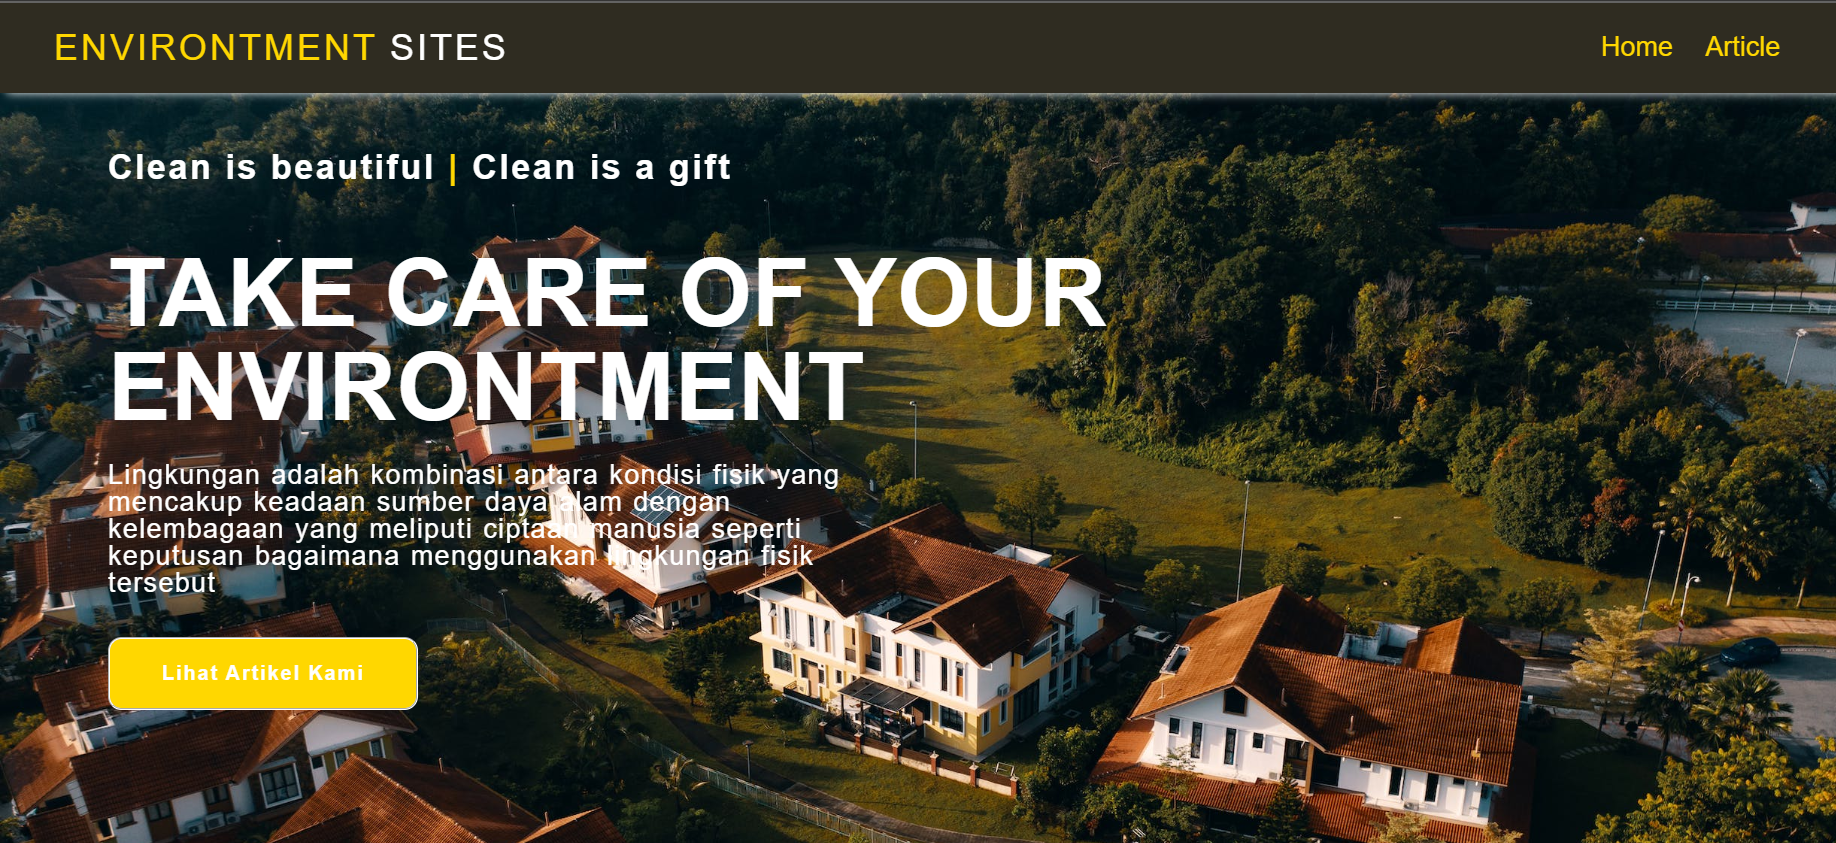 ENVIRONTMENT SITES
Home
Article
Clean is beautiful | Clean is a gift
TAKE CARE OF YOUR
ENVIRONTMENT
Lingkungan adalah kombinasi antara kondisi fisik yang
mencakup keadaan sumber daya alam dengan
kelembagaan yang meliputi ciptaan manusia seperti
keputusan bagaimana menggunakan lingkungan fisik
tersebut
Lihat Artikel Kami